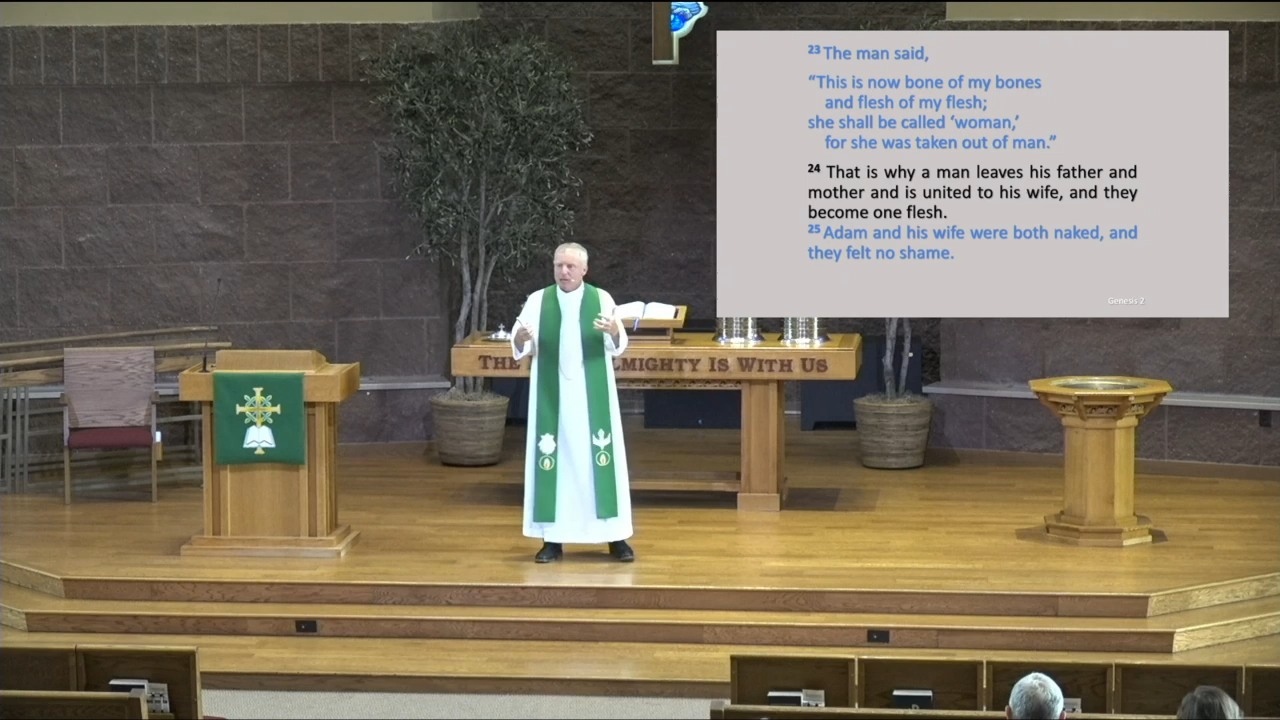 23 The man said,
“This is now bone of my bones
and flesh of my flesh;
she shall be called ‘woman,’
for she was taken out of man.”
24 That is why a man leaves his father and
mother and is united to his wife, and they
become one flesh.
25 Adam and his wife were both naked, and
they felt no shame.
Genesis 2
THE LMIGHTY IS WITH US